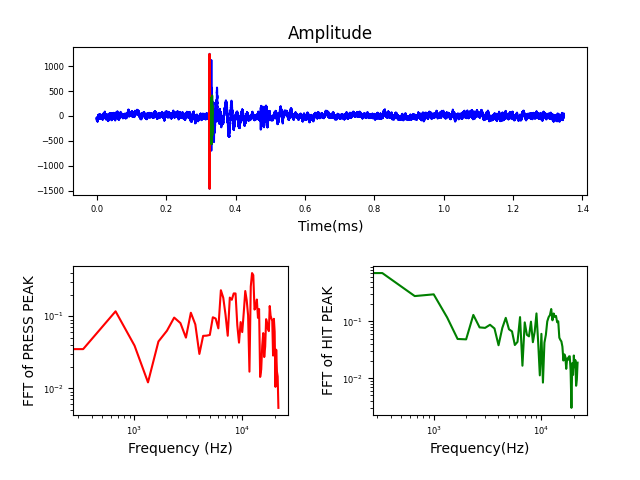 Amplitude
1000
500
0
−500
−1000
−1500
0.0 0.2 0.4 0.6 0.8 1.0 1.2 1.4
Time(ms)
FFT of PRESS PEAK
10⁻¹
10⁻²
10³ 10⁴
Frequency (Hz)
FFT of HIT PEAK
10⁻¹
10⁻²
10³ 10⁴
Frequency(Hz)